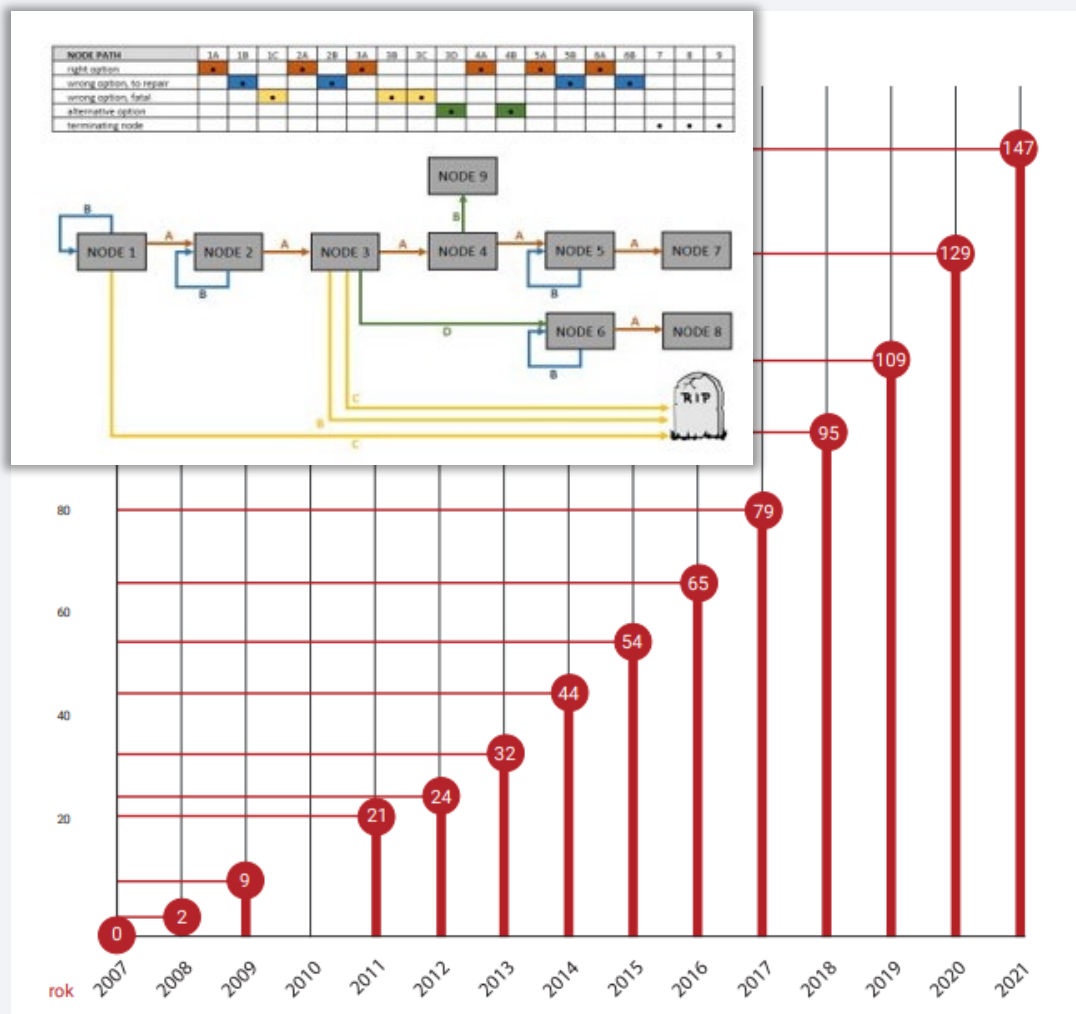 NODE PATH 1A 1B 1C 2A 2B 3A 3B 3C 3D 4A 4B 5A 5B 6A 6B 7 8 9
right option
wrong option, to repair
wrong option, fatal
alternative option
terminating node
NODE 9
B
B
NODE 1 A NODE 2 A NODE 3 A NODE 4 A NODE 5 A NODE 7
B
B
D
NODE 6 A NODE 8
B
RIP
C
B
C
147
129
109
95
80
79
65
60
54
44
40
32
24
21
20
9
2
0
rok 2007 2008 2009 2010 2011 2012 2013 2014 2015 2016 2017 2018 2019 2020 2021